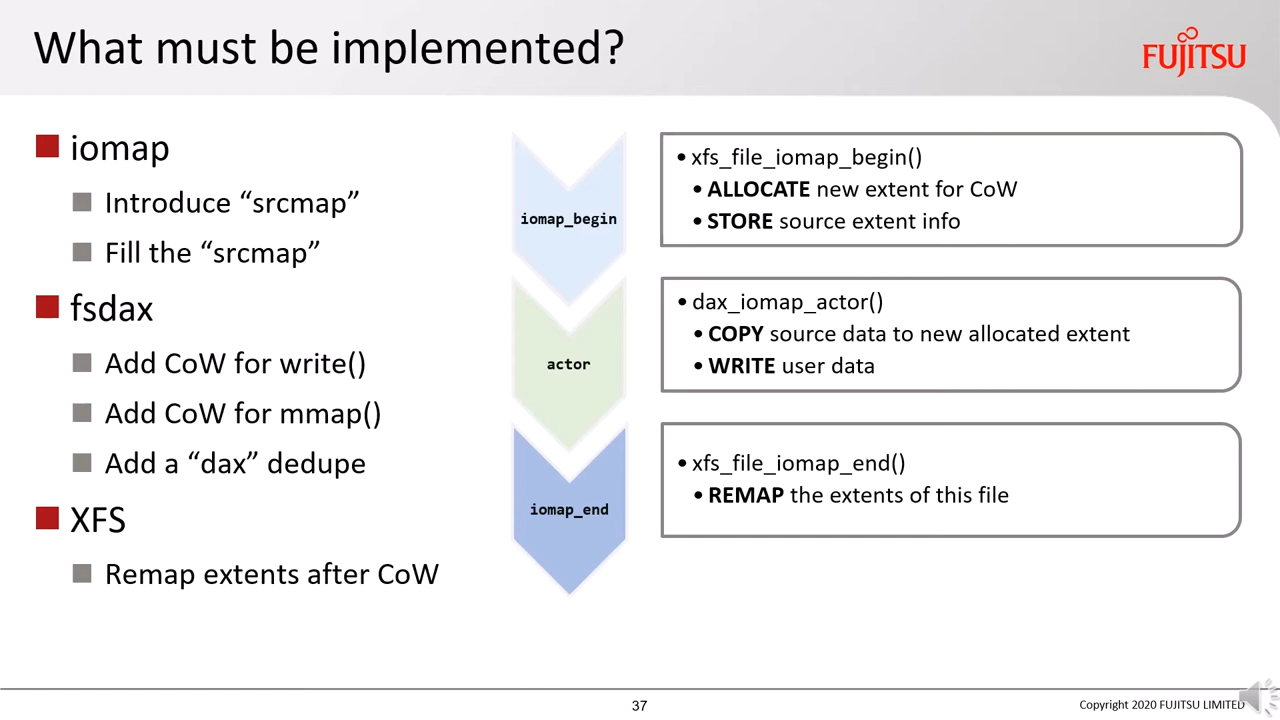 What must be implemented?
FUJITSU
iomap
Introduce “srcmap”
Fill the “srcmap”
fsdax
Add CoW for write()
Add CoW for mmap()
Add a “dax” dedupe
XFS
Remap extents after CoW
iomap_begin
• xfs_file_iomap_begin()
• ALLOCATE new extent for CoW
• STORE source extent info
actor
• dax_iomap_actor()
• COPY source data to new allocated extent
• WRITE user data
iomap_end
• xfs_file_iomap_end()
• REMAP the extents of this file
37
Copyright 2020 FUJITSU LIMITED